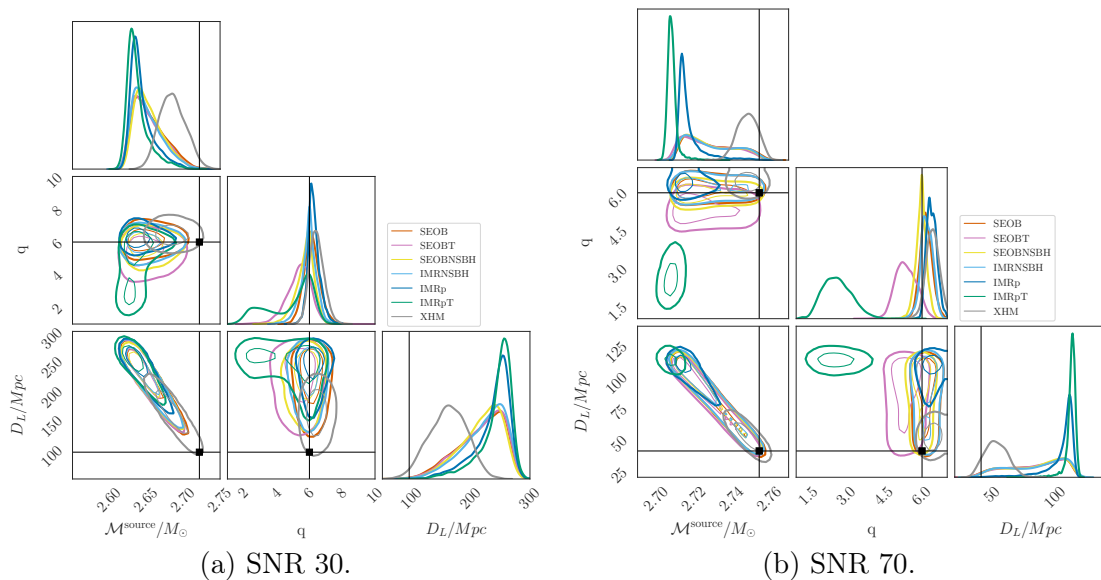 10
8
6
4
2
q
300
250
200
150
100
D_L/Mpc
2.60
2.65
2.70
2.75
M^source/M_⊙
2
4
6
8
10
q
100
200
300
D_L/Mpc
SEOB
SEOBT
SEOBNSBH
IMRNSBH
IMRp
IMRpT
XHM
(a) SNR 30.
6.0
4.5
3.0
1.5
q
125
100
75
50
25
D_L/Mpc
2.70
2.72
2.74
2.76
M^source/M_⊙
1.5
3.0
4.5
6.0
q
50
100
D_L/Mpc
SEOB
SEOBT
SEOBNSBH
IMRNSBH
IMRp
IMRpT
XHM
(b) SNR 70.